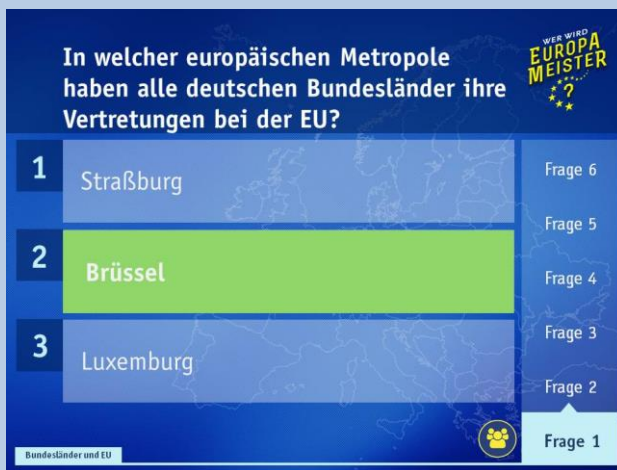 In welcher europäischen Metropole
haben alle deutschen Bundesländer ihre
Vertretungen bei der EU?
WER WIRD
EUROPA
MEISTER
?
1
Straßburg
2
Brüssel
3
Luxemburg
Frage 6
Frage 5
Frage 4
Frage 3
Frage 2
Frage 1
Bundesländer und EU